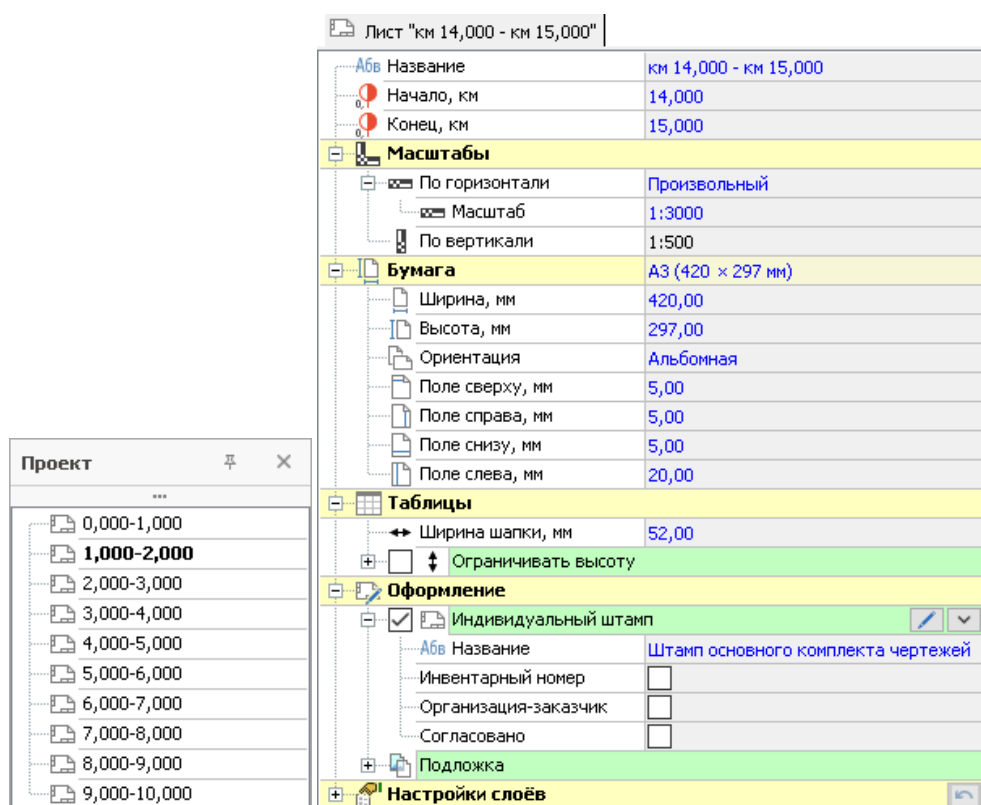 Лист "км 14,000 - км 15,000"
Абв Название км 14,000 - км 15,000
0, Начало, км 14,000
0, Конец, км 15,000
Масштабы
По горизонтали Произвольный
Масштаб 1:3000
По вертикали 1:500
Бумага А3 (420 × 297 мм)
Ширина, мм 420,00
Высота, мм 297,00
Ориентация Альбомная
Поле сверху, мм 5,00
Поле справа, мм 5,00
Поле снизу, мм 5,00
Поле слева, мм 20,00
Таблицы
Ширина шапки, мм 52,00
Ограничивать высоту
Оформление
Индивидуальный штамп
Абв Название Штамп основного комплекта чертежей
Инвентарный номер
Организация-заказчик
Согласовано
Подложка
Настройки слоёв
Проект
...
0,000-1,000
1,000-2,000
2,000-3,000
3,000-4,000
4,000-5,000
5,000-6,000
6,000-7,000
7,000-8,000
8,000-9,000
9,000-10,000